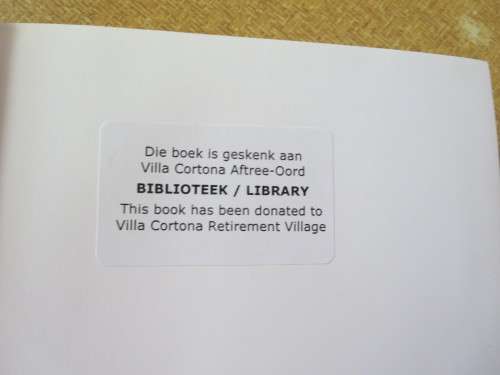 Die boek is geskenk aan
Villa Cortona Aftree-Oord
BIBLIOTEEK / LIBRARY
This book has been donated to
Villa Cortona Retirement Village